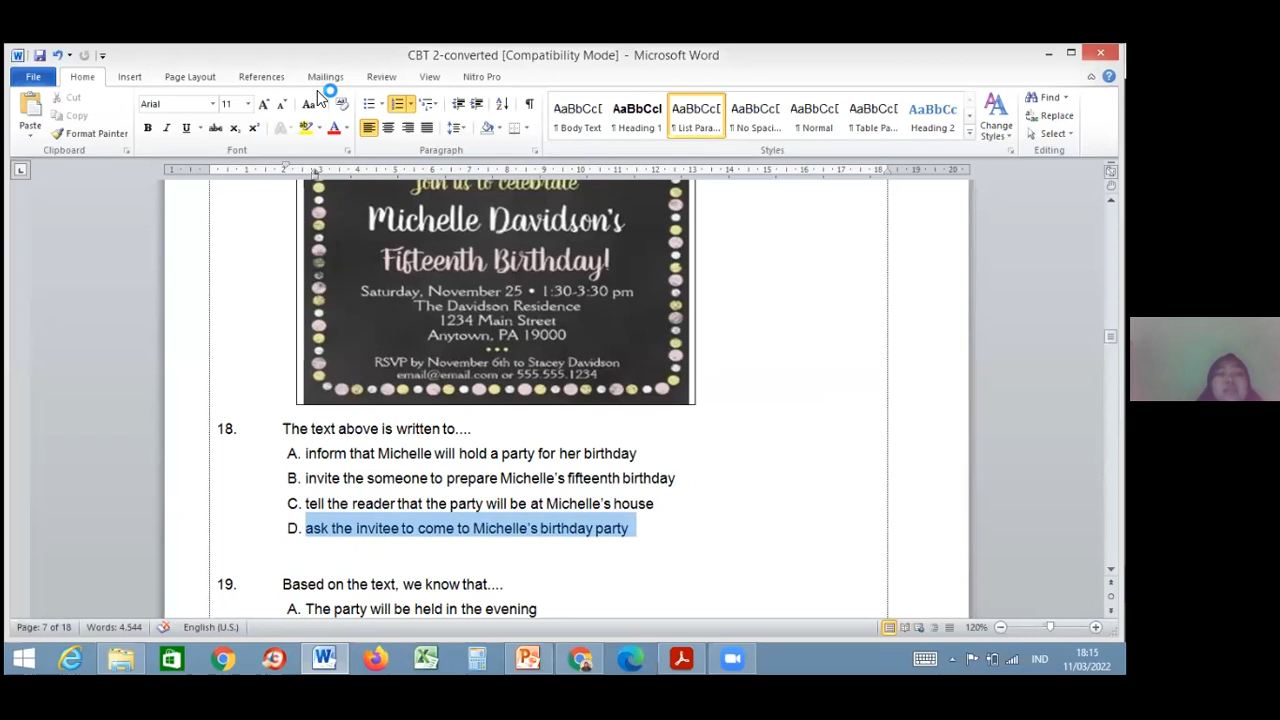 CBT 2-converted [Compatibility Mode] - Microsoft Word
File Home Insert Page Layout References Mailings Review View Nitro Pro
Paste
Cut
Copy
Format Painter
Clipboard
Arial 11
Font
Paragraph
AaBbCc[ AaBbCcI AaBbCc[ AaBbCc[ AaBbCc[ AaBbCc[ AaBbCc
¶ Body Text ¶ Heading 1 ¶ List Para... ¶ No Spaci... ¶ Normal ¶ Table Pa... Heading 2
Styles
Change Styles
Find
Replace
Select
Editing
Join us to celebrate
Michelle Davidson's
Fifteenth Birthday!
Saturday, November 25 • 1:30-3:30 pm
The Davidson Residence
1234 Main Street
Anytown, PA 19000
RSVP by November 6th to Stacey Davidson
email@email.com or 555.555.1234
18. The text above is written to....
A. inform that Michelle will hold a party for her birthday
B. invite the someone to prepare Michelle's fifteenth birthday
C. tell the reader that the party will be at Michelle's house
D. ask the invitee to come to Michelle's birthday party
19. Based on the text, we know that....
A. The party will be held in the evening
Page: 7 of 18 Words: 4.544 English (U.S.) 120%
IND
18:15
11/03/2022